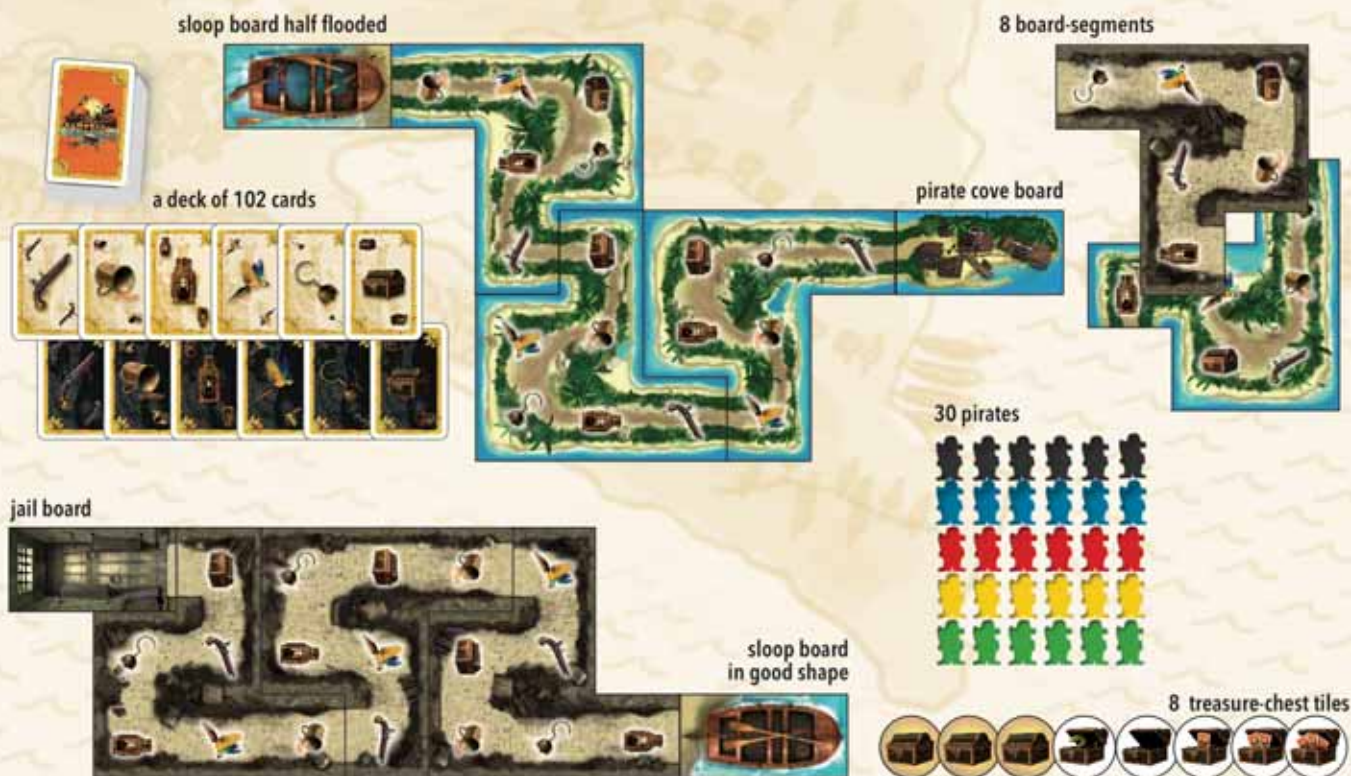 sloop board half flooded
8 board-segments
a deck of 102 cards
pirate cove board
30 pirates
jail board
sloop board
in good shape
8 treasure-chest tiles